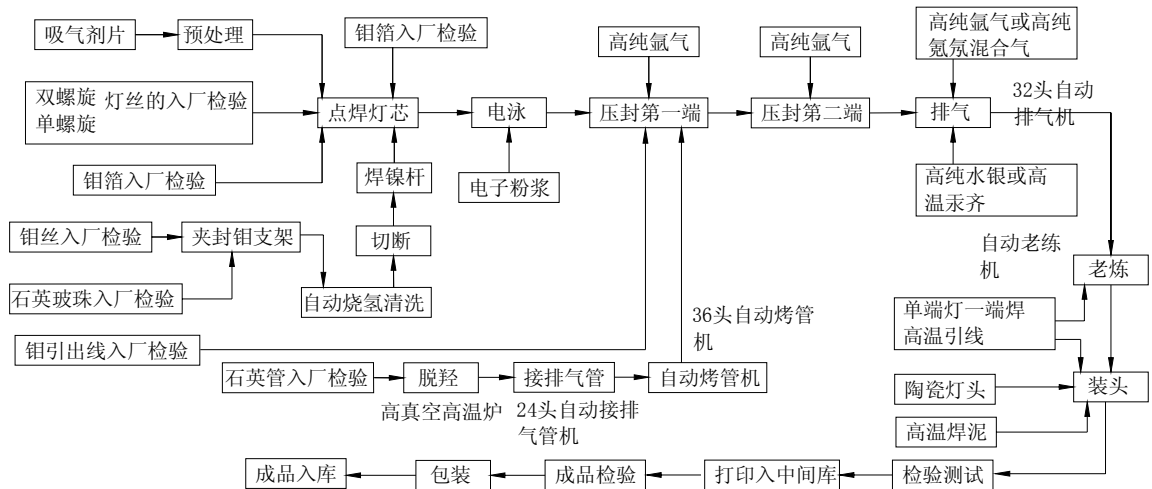 吸气剂片
预处理
钼箔入厂检验
高纯氩气
高纯氩气
高纯氩气或高纯
氪氖混合气
双螺旋 灯丝的入厂检验
单螺旋
点焊灯芯
电泳
压封第一端
压封第二端
排气
32头自动
排气机
钼箔入厂检验
焊镍杆
电子粉浆
高纯水银或高
温汞齐
钼丝入厂检验
夹封钼支架
切断
自动老练
机
老炼
石英玻珠入厂检验
自动烧氢清洗
36头自动烤管
机
单端灯一端焊
高温引线
钼引出线入厂检验
石英管入厂检验
脱羟
接排气管
自动烤管机
高真空高温炉
24头自动接排
气管机
陶瓷灯头
装头
高温焊泥
成品入库
包装
成品检验
打印入中间库
检验测试